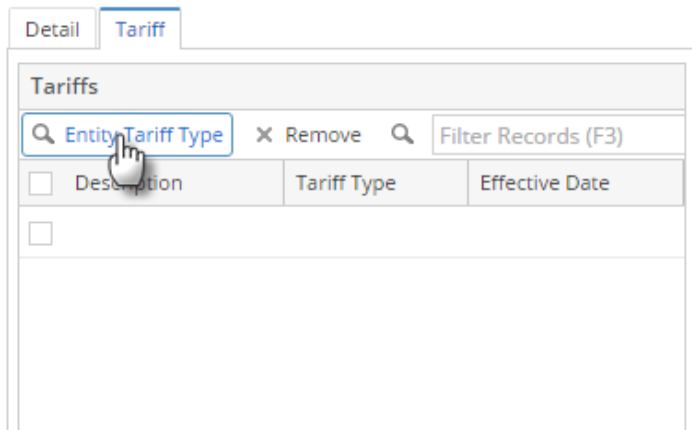 Detail Tariff
Tariffs
Entity Tariff Type Remove Filter Records (F3)
Description Tariff Type Effective Date